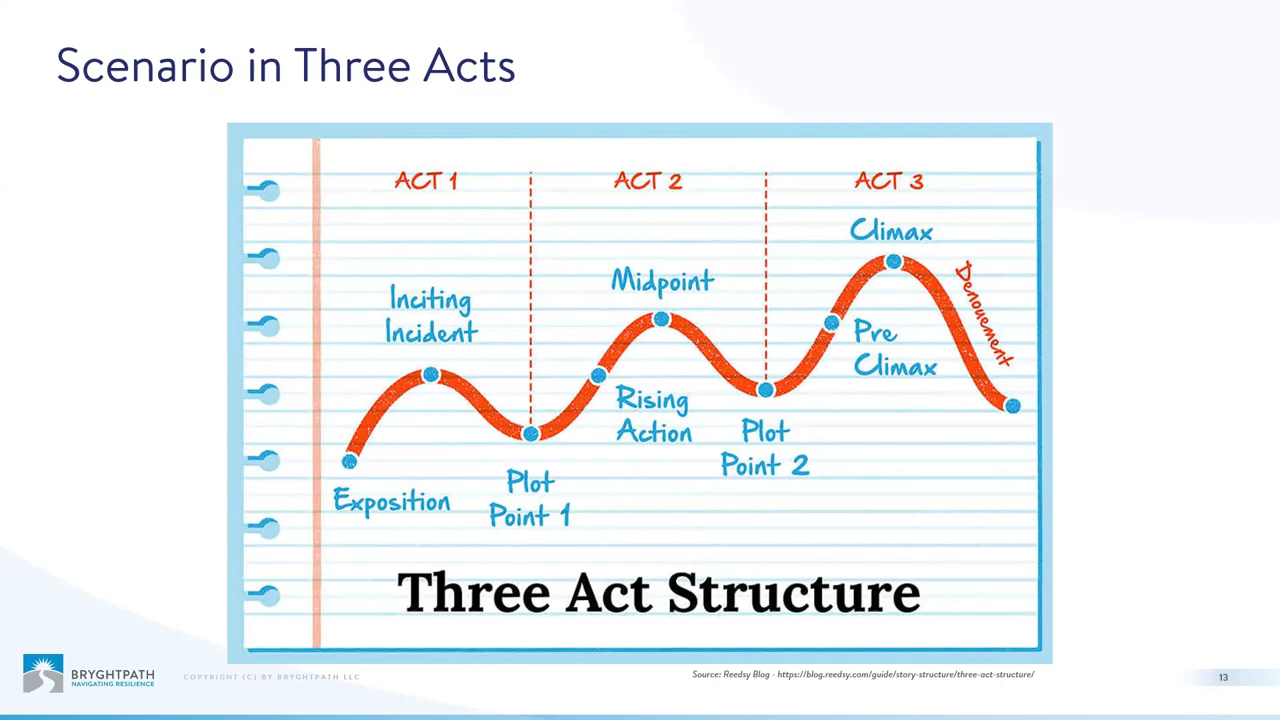 Scenario in Three Acts
ACT 1
ACT 2
ACT 3
Climax
Denouement
Midpoint
Inciting
Incident
Pre
Climax
Rising
Action
Plot
Point 2
Plot
Point 1
Exposition
Three Act Structure
BRYGHTPATH
NAVIGATING RESILIENCE
COPYRIGHT (C) BY BRYGHTPATH LLC
Source: Reedsy Blog - https://blog.reedsy.com/guide/story-structure/three-act-structure/
13